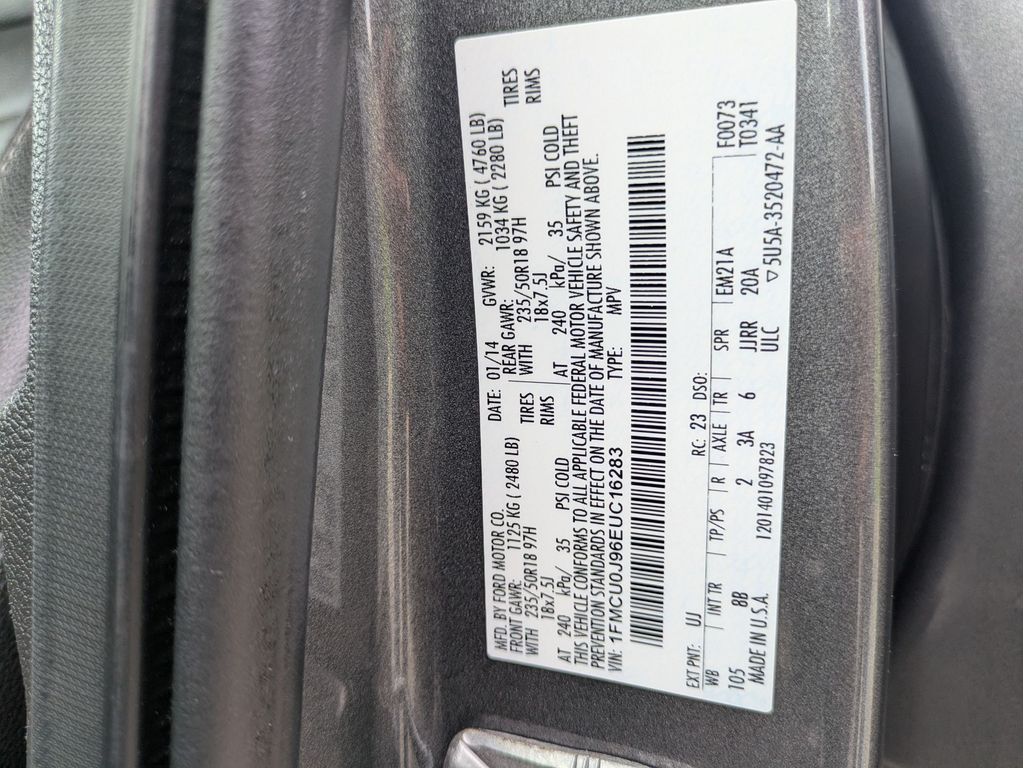 MFD. BY FORD MOTOR CO.
DATE: 01/14 GVWR: 2159 KG ( 4760 LB)
FRONT GAWR: 1125 KG ( 2480 LB)
REAR GAWR: 1034 KG ( 2280 LB)
WITH 235/50R18 97H TIRES
WITH 235/50R18 97H TIRES
18x7.5J RIMS
18x7.5J RIMS
AT 240 kPa/ 35 PSI COLD
AT 240 kPa/ 35 PSI COLD
THIS VEHICLE CONFORMS TO ALL APPLICABLE FEDERAL MOTOR VEHICLE SAFETY AND THEFT
PREVENTION STANDARDS IN EFFECT ON THE DATE OF MANUFACTURE SHOWN ABOVE.
VIN: 1FMCU0J96EUC16283 TYPE: MPV
EXT PNT: UJ RC: 23 DSO:
WB INT TR TP/PS R AXLE TR SPR EM21A F0073
105 8B 2 3A 6 JJRR 20A T0341
MADE IN U.S.A. 1201401097823 ULC ▽5U5A-3520472-AA